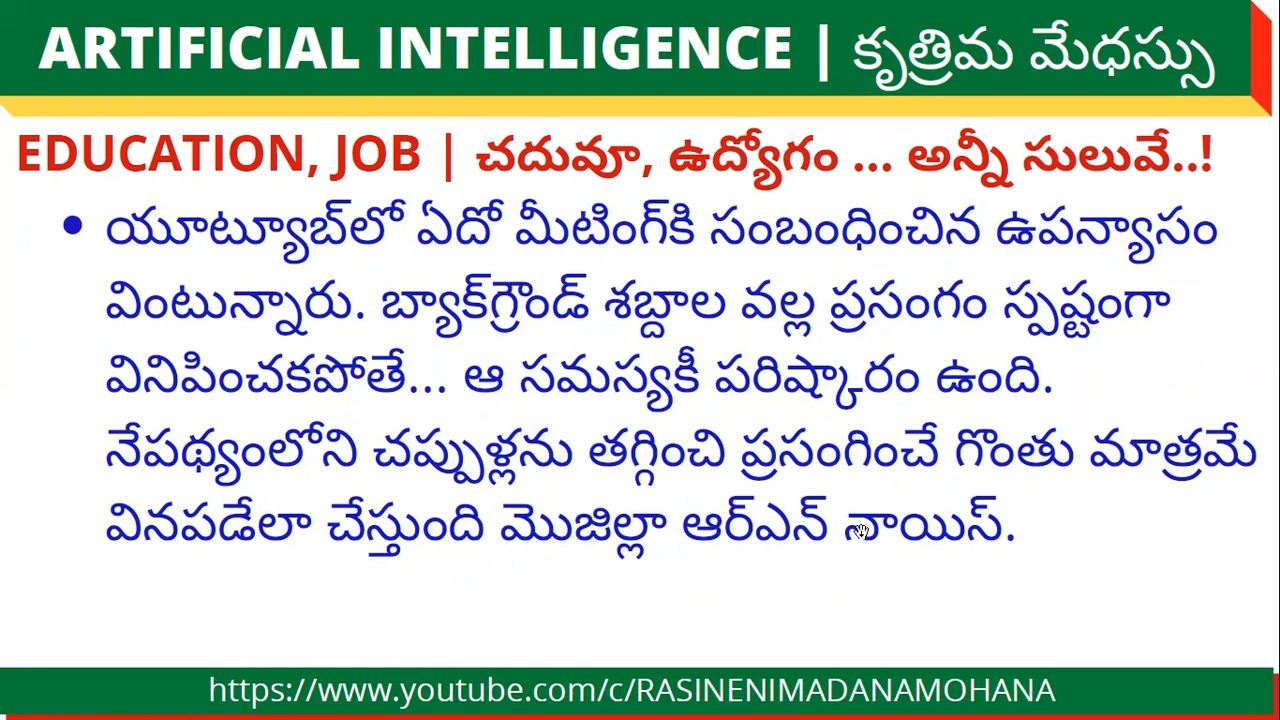 ARTIFICIAL INTELLIGENCE | కృత్రిమ మేధస్సు
EDUCATION, JOB | చదువూ, ఉద్యోగం ... అన్నీ సులువే..!
• యూట్యూబ్‌లో ఏదో మీటింగ్‌కి సంబంధించిన ఉపన్యాసం
వింటున్నారు. బ్యాక్‌గ్రౌండ్ శబ్దాల వల్ల ప్రసంగం స్పష్టంగా
వినిపించకపోతే... ఆ సమస్యకీ పరిష్కారం ఉంది.
నేపథ్యంలోని చప్పుళ్లను తగ్గించి ప్రసంగించే గొంతు మాత్రమే
వినపడేలా చేస్తుంది మొజిల్లా ఆర్ఎన్ నాయిస్.
https://www.youtube.com/c/RASINENIMADANAMOHANA